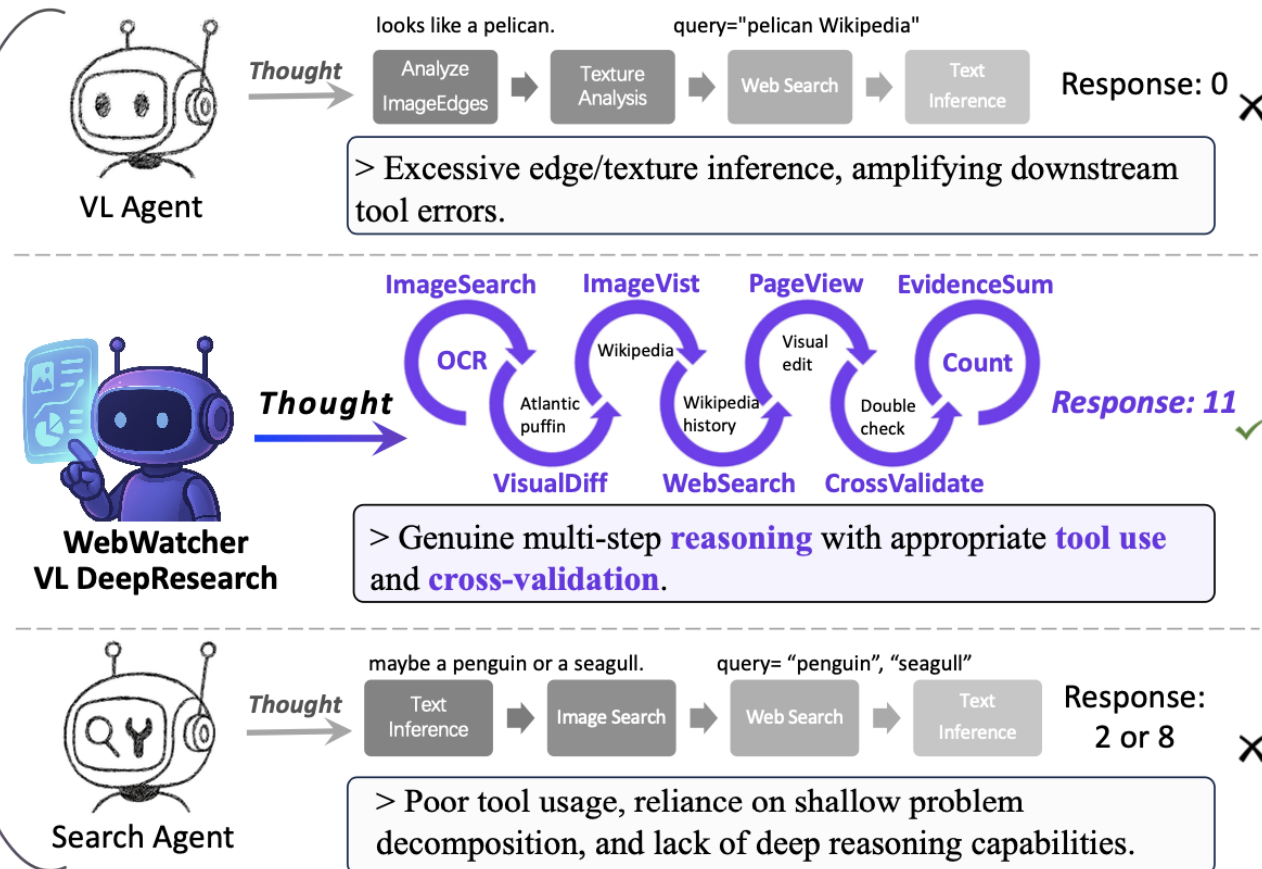 looks like a pelican.
query="pelican Wikipedia"
Thought
Analyze
ImageEdges
Texture
Analysis
Web Search
Text
Inference
Response: 0
VL Agent
> Excessive edge/texture inference, amplifying downstream
tool errors.
ImageSearch
ImageVist
PageView
EvidenceSum
OCR
Wikipedia
Visual
edit
Count
Thought
Atlantic
puffin
Wikipedia
history
Double
check
Response: 11
VisualDiff
WebSearch
CrossValidate
WebWatcher
VL DeepResearch
> Genuine multi-step reasoning with appropriate tool use
and cross-validation.
maybe a penguin or a seagull.
query= “penguin”, “seagull”
Thought
Text
Inference
Image Search
Web Search
Text
Inference
Response:
2 or 8
Search Agent
> Poor tool usage, reliance on shallow problem
decomposition, and lack of deep reasoning capabilities.